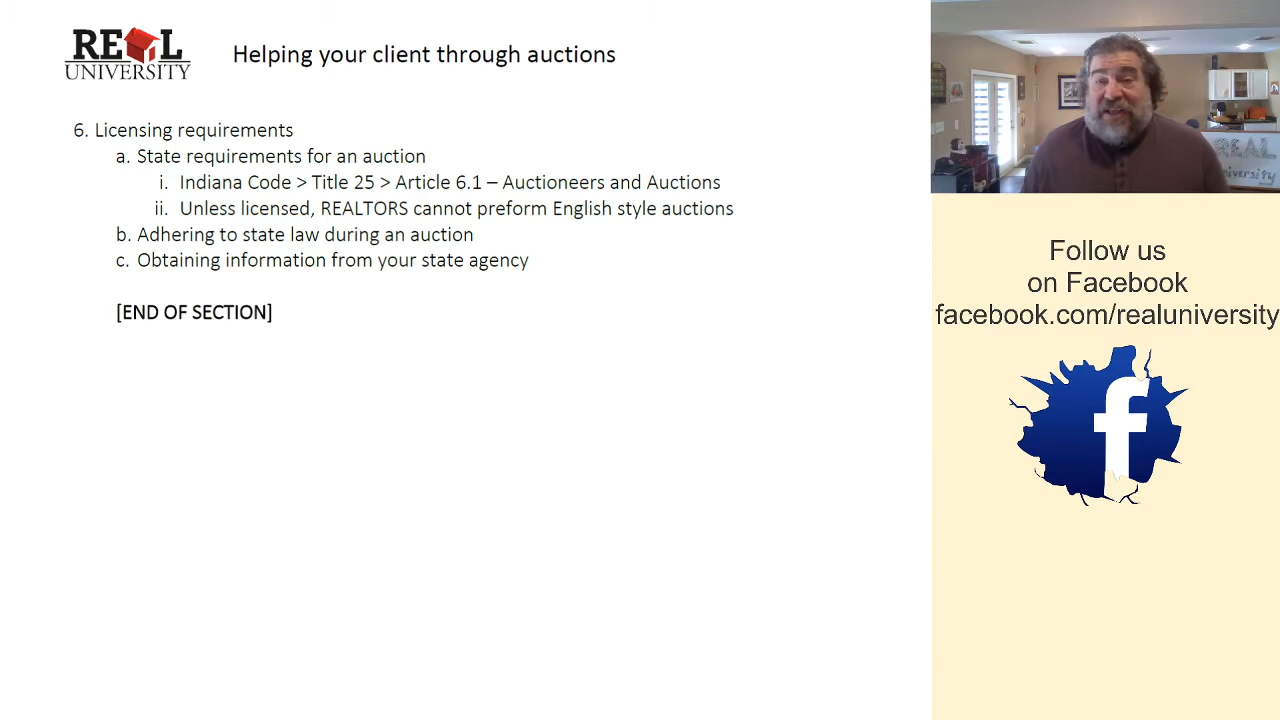 REAL
UNIVERSITY
Helping your client through auctions
6. Licensing requirements
a. State requirements for an auction
i. Indiana Code > Title 25 > Article 6.1 – Auctioneers and Auctions
ii. Unless licensed, REALTORS cannot preform English style auctions
b. Adhering to state law during an auction
c. Obtaining information from your state agency
[END OF SECTION]
REAL
University
Follow us
on Facebook
facebook.com/realuniversity
f